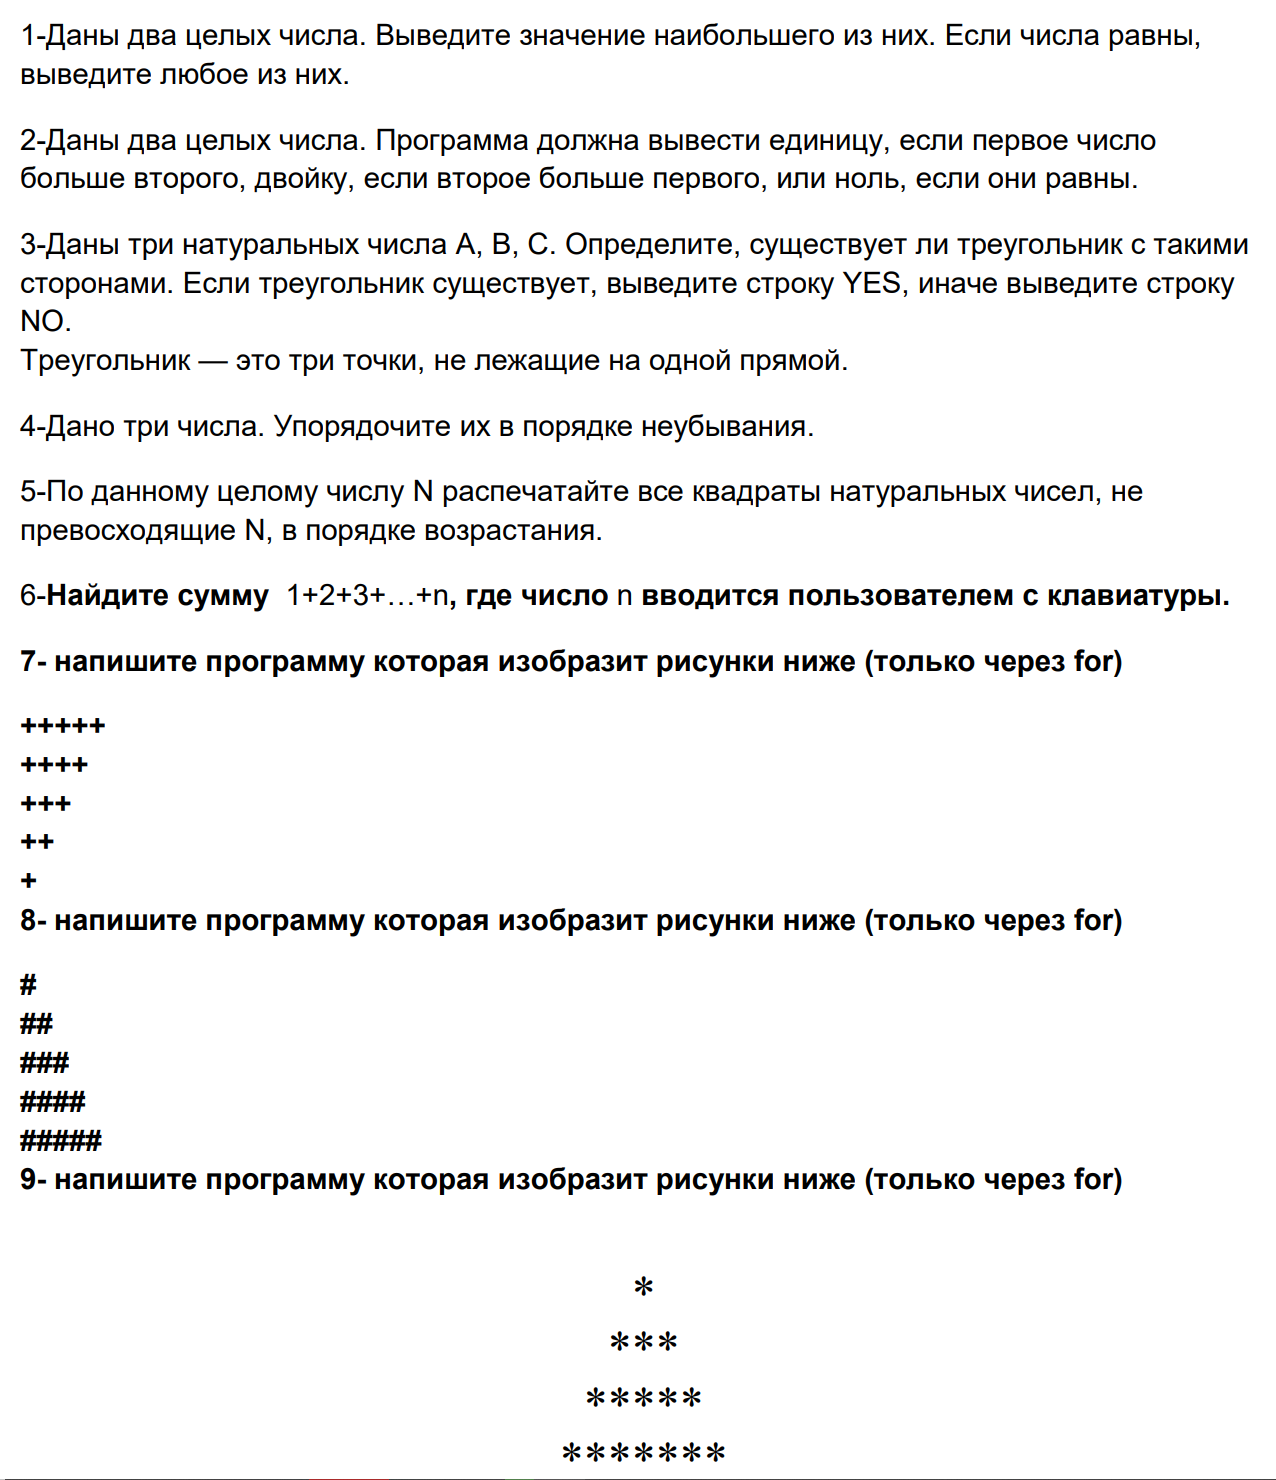 1-Даны два целых числа. Выведите значение наибольшего из них. Если числа равны,
выведите любое из них.
2-Даны два целых числа. Программа должна вывести единицу, если первое число
больше второго, двойку, если второе больше первого, или ноль, если они равны.
3-Даны три натуральных числа A, B, C. Определите, существует ли треугольник с такими
сторонами. Если треугольник существует, выведите строку YES, иначе выведите строку
NO.
Треугольник — это три точки, не лежащие на одной прямой.
4-Дано три числа. Упорядочите их в порядке неубывания.
5-По данному целому числу N распечатайте все квадраты натуральных чисел, не
превосходящие N, в порядке возрастания.
6-Найдите сумму  1+2+3+…+n, где число n вводится пользователем с клавиатуры.
7- напишите программу которая изобразит рисунки ниже (только через for)
+++++
++++
+++
++
+
8- напишите программу которая изобразит рисунки ниже (только через for)
#
##
###
####
#####
9- напишите программу которая изобразит рисунки ниже (только через for)
*
***
*****
*******